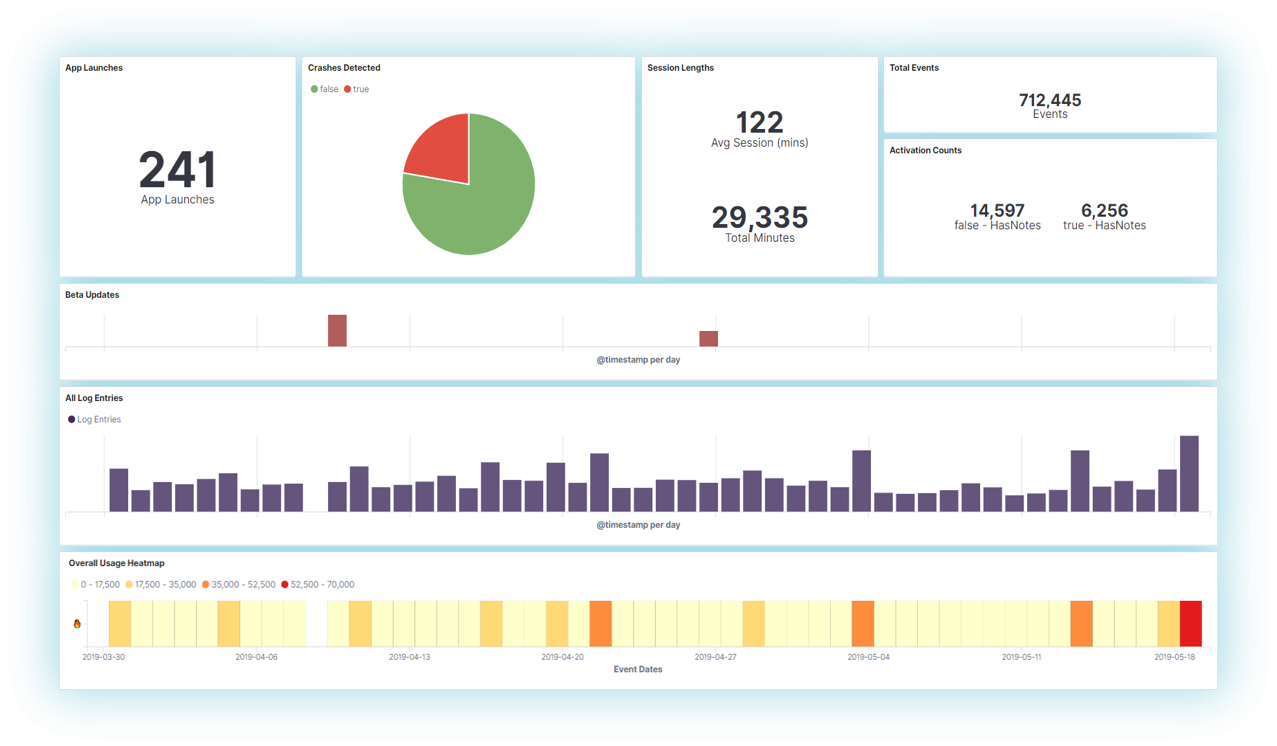 App Launches
241
App Launches
Crashes Detected
false true
Session Lengths
122
Avg Session (mins)
29,335
Total Minutes
Total Events
712,445
Events
Activation Counts
14,597 6,256
false - HasNotes true - HasNotes
Beta Updates
@timestamp per day
All Log Entries
Log Entries
@timestamp per day
Overall Usage Heatmap
0 - 17,500 17,500 - 35,000 35,000 - 52,500 52,500 - 70,000
2019-03-30 2019-04-06 2019-04-13 2019-04-20 2019-04-27 2019-05-04 2019-05-11 2019-05-18
Event Dates